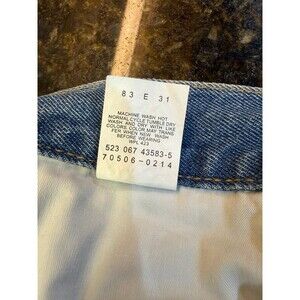 83 E 31
MACHINE WASH HOT
NORMAL CYCLE TUMBLE DRY
WASH AND DRY WITH LIKE
COLORS. COLOR MAY TRANS
FER WHEN NEW WASH
BEFORE WEARING
WPL 423
523 067 43583-5
70506-0214